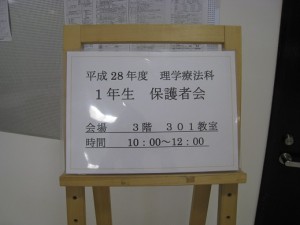 平成28年度　理学療法科
1年生　保護者会
会場　　3階　301教室
時間　　10:00～12:00